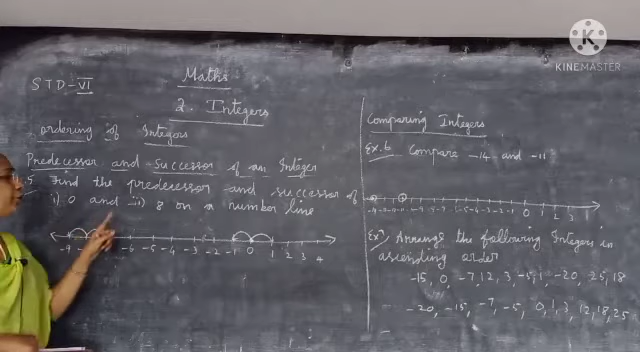 STD-VI
Maths
2. Integers
ordering of Integers
Predecessor and Successor of an Integer
5. Find the predecessor and successor of
i) 0 and ii) 8 on a number line
-9 -6 -5 -4 -3 -2 -1 0 1 2 3 4
Comparing Integers
Ex.6 Compare -14 and -11
0 1 2 3
Ex 7, Arrange the following Integers in
ascending order
-15, 0, -7, 12, 3, -5, 1, -20, 25, 18
-20, -15, -7, -5, 0, 1, 3, 12, 18, 25
KINEMASTER